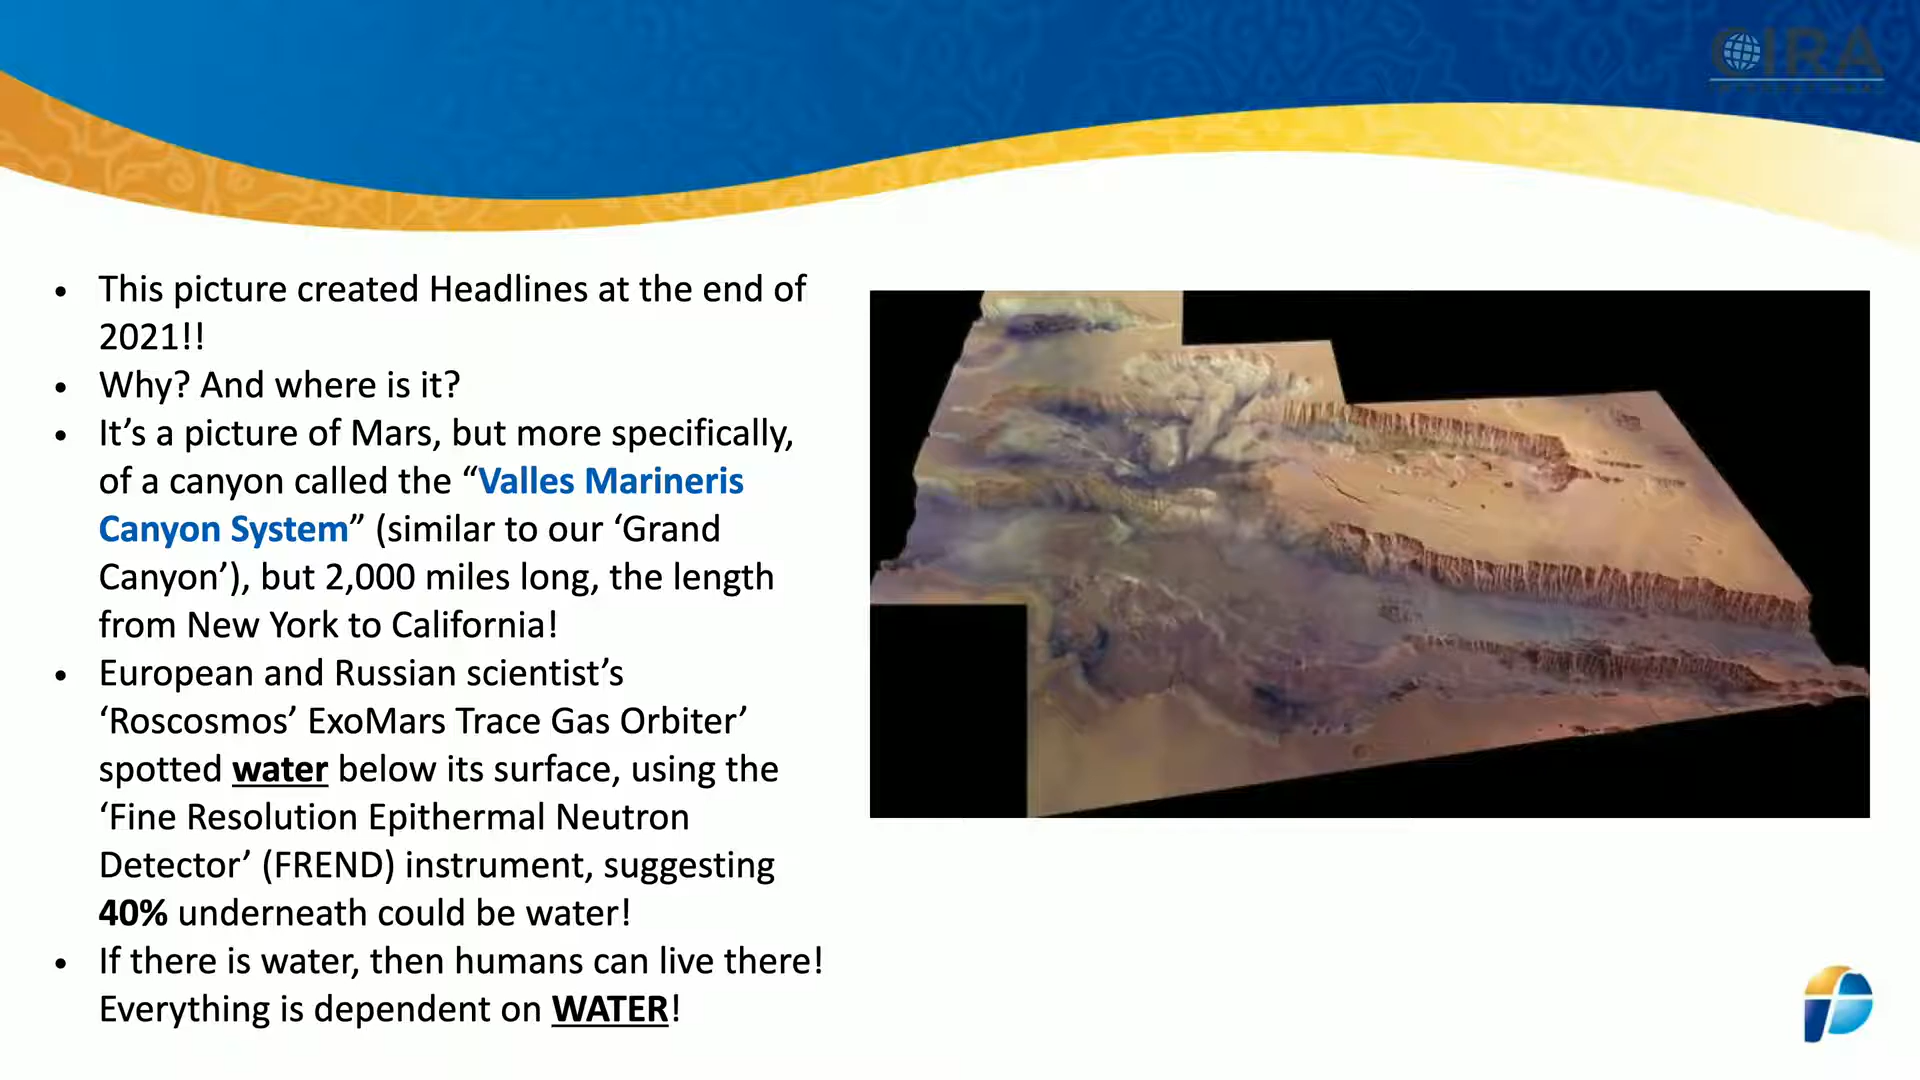 CIRA
INTERNATIONAL
• This picture created Headlines at the end of
2021!!
• Why? And where is it?
• It’s a picture of Mars, but more specifically,
of a canyon called the “Valles Marineris
Canyon System” (similar to our ‘Grand
Canyon’), but 2,000 miles long, the length
from New York to California!
• European and Russian scientist’s
‘Roscosmos’ ExoMars Trace Gas Orbiter’
spotted water below its surface, using the
‘Fine Resolution Epithermal Neutron
Detector’ (FREND) instrument, suggesting
40% underneath could be water!
• If there is water, then humans can live there!
Everything is dependent on WATER!